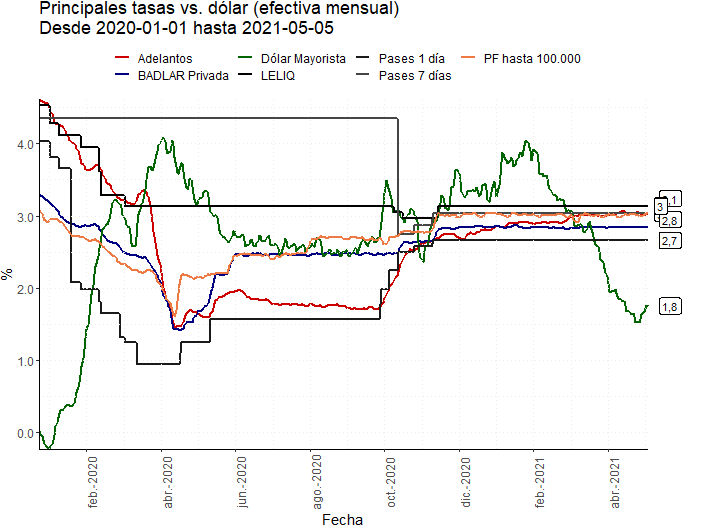 Principales tasas vs. dólar (efectiva mensual)
Desde 2020-01-01 hasta 2021-05-05
Adelantos
Dólar Mayorista
Pases 1 día
PF hasta 100.000
BADLAR Privada
LELIQ
Pases 7 días
4.0
3.0
2.0
1.0
0.0
%
3
2,8
2,7
1,8
feb.-2020
abr.-2020
jun.-2020
ago.-2020
oct.-2020
dic.-2020
feb.-2021
abr.-2021
Fecha